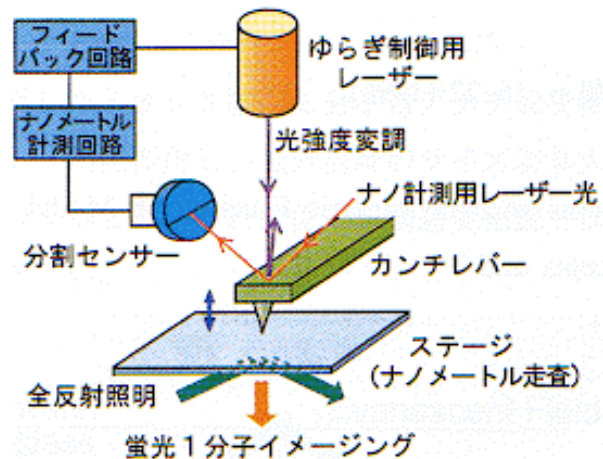 フィード
バック回路
ゆらぎ制御用
レーザー
ナノメートル
計測回路
光強度変調
ナノ計測用レーザー光
分割センサー
カンチレバー
ステージ
(ナノメートル走査)
全反射照明
蛍光1分子イメージング